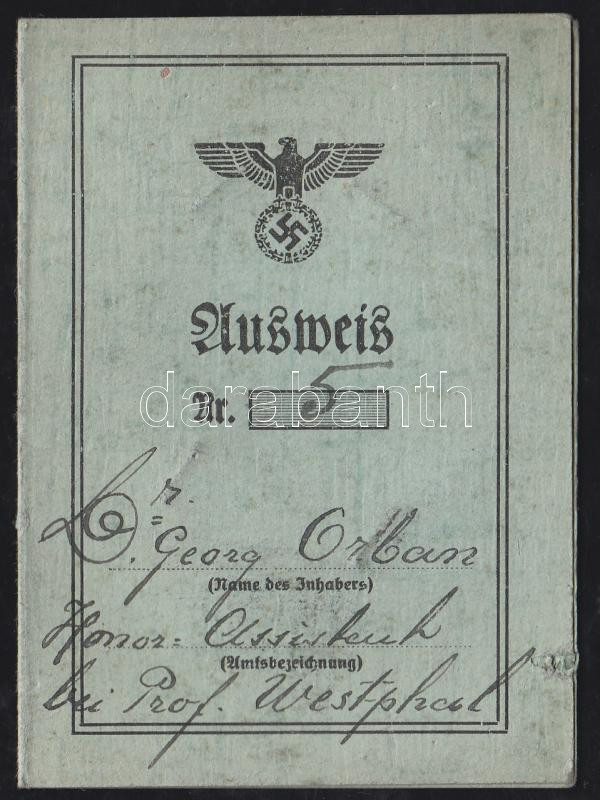 Ausweis
Nr. 5
darabanth
Dr. Georg Orban
(Name des Inhabers)
Honor= Assistent
(Amtsbezeichnung)
bei Prof. Westphal